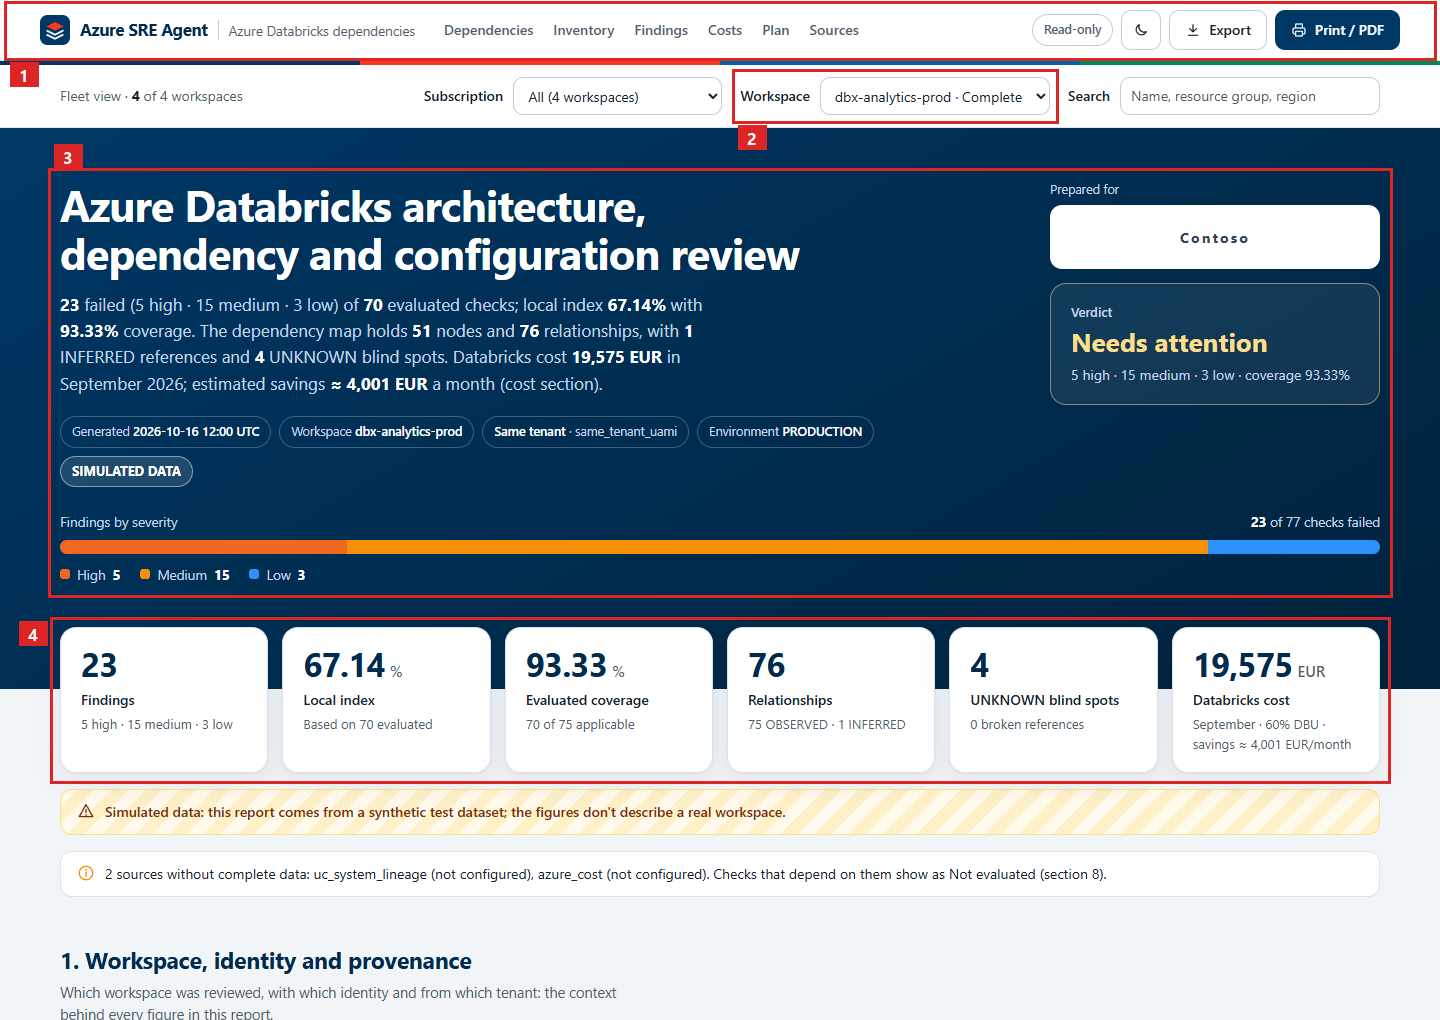 Azure SRE Agent
Azure Databricks dependencies
Dependencies Inventory Findings Costs Plan Sources
Read-only
Export
Print / PDF
1
Fleet view · 4 of 4 workspaces
Subscription All (4 workspaces)
Workspace dbx-analytics-prod · Complete
Search Name, resource group, region
2
3
Azure Databricks architecture,
dependency and configuration review
23 failed (5 high · 15 medium · 3 low) of 70 evaluated checks; local index 67.14% with
93.33% coverage. The dependency map holds 51 nodes and 76 relationships, with 1
INFERRED references and 4 UNKNOWN blind spots. Databricks cost 19,575 EUR in
September 2026; estimated savings ≈ 4,001 EUR a month (cost section).
Prepared for
Contoso
Verdict
Needs attention
5 high · 15 medium · 3 low · coverage 93.33%
Generated 2026-10-16 12:00 UTC
Workspace dbx-analytics-prod
Same tenant · same_tenant_uami
Environment PRODUCTION
SIMULATED DATA
Findings by severity
23 of 77 checks failed
High 5 Medium 15 Low 3
4
23
Findings
5 high · 15 medium · 3 low
67.14 %
Local index
Based on 70 evaluated
93.33 %
Evaluated coverage
70 of 75 applicable
76
Relationships
75 OBSERVED · 1 INFERRED
4
UNKNOWN blind spots
0 broken references
19,575 EUR
Databricks cost
September · 60% DBU ·
savings ≈ 4,001 EUR/month
Simulated data: this report comes from a synthetic test dataset; the figures don't describe a real workspace.
2 sources without complete data: uc_system_lineage (not configured), azure_cost (not configured). Checks that depend on them show as Not evaluated (section 8).
1. Workspace, identity and provenance
Which workspace was reviewed, with which identity and from which tenant: the context
behind every figure in this report.